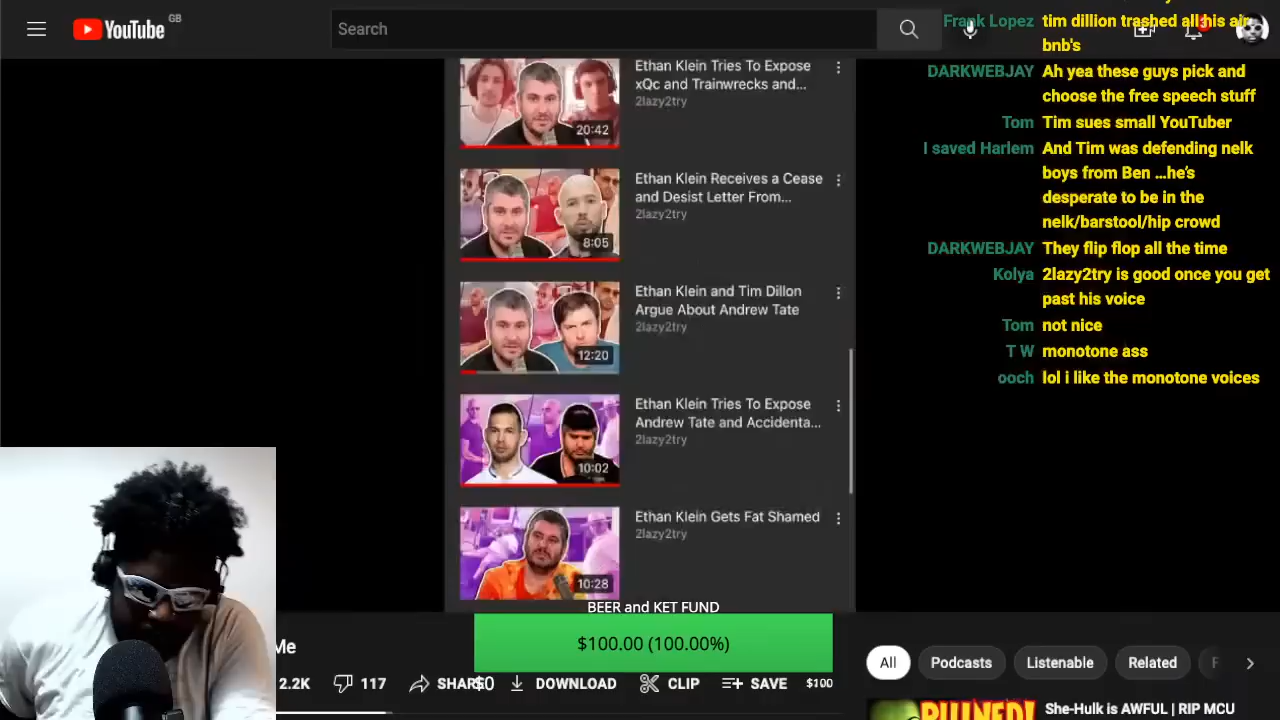 YouTube GB
Search
Ethan Klein Tries To Expose
xQc and Trainwrecks and...
2lazy2try
20:42
Ethan Klein Receives a Cease
and Desist Letter From...
2lazy2try
8:05
Ethan Klein and Tim Dillon
Argue About Andrew Tate
2lazy2try
12:20
Ethan Klein Tries To Expose
Andrew Tate and Accidenta...
2lazy2try
10:02
Ethan Klein Gets Fat Shamed
2lazy2try
10:28
Frank Lopez tim dillion trashed all his air
bnb's
DARKWEBJAY Ah yea these guys pick and
choose the free speech stuff
Tom Tim sues small YouTuber
I saved Harlem And Tim was defending nelk
boys from Ben ...he's
desperate to be in the
nelk/barstool/hip crowd
DARKWEBJAY They flip flop all the time
Kolya 2lazy2try is good once you get
past his voice
Tom not nice
T W monotone ass
ooch lol i like the monotone voices
BEER and KET FUND
$100.00 (100.00%)
$0
$100
Me
2.2K 117 SHARE DOWNLOAD CLIP SAVE
All Podcasts Listenable Related F
RUINED!
She-Hulk is AWFUL | RIP MCU